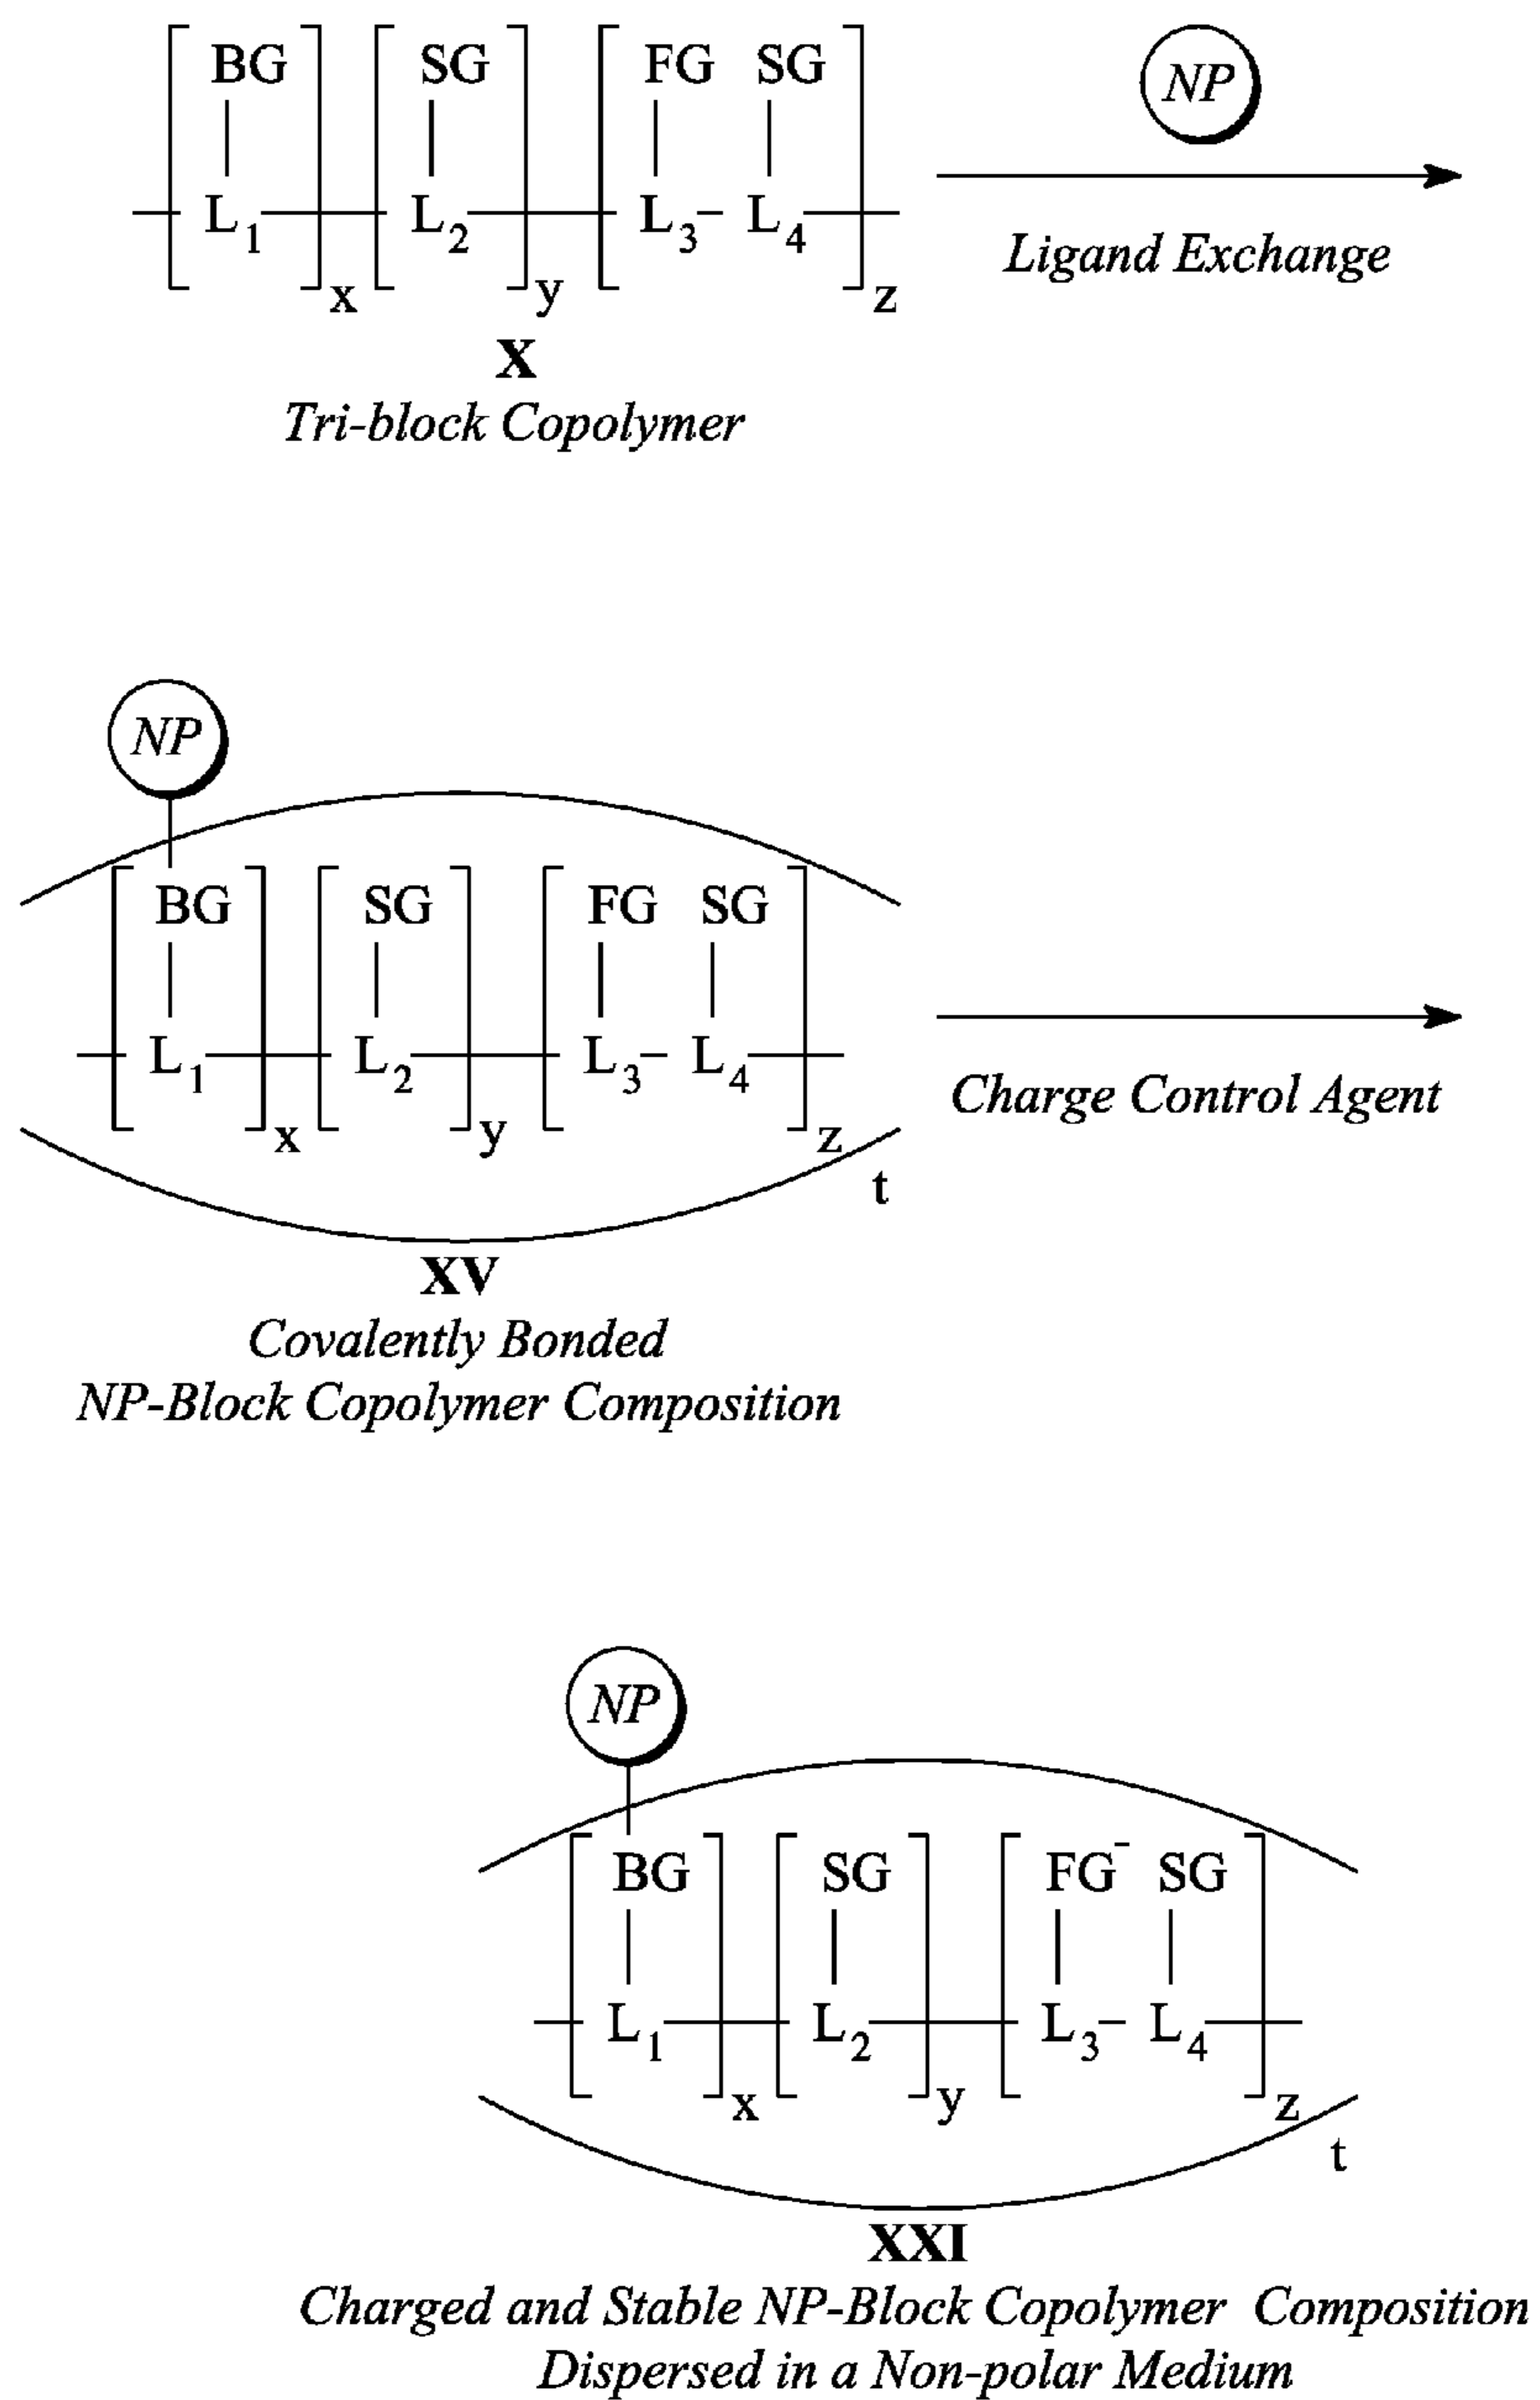 BG SG FG SG NP
L1 L2 L3 L4
x y z
Ligand Exchange
X
Tri-block Copolymer
NP
BG SG FG SG
L1 L2 L3 L4
x y z
t
Charge Control Agent
XV
Covalently Bonded
NP-Block Copolymer Composition
NP
BG SG FG⁻ SG
L1 L2 L3 L4
x y z
t
XXI
Charged and Stable NP-Block Copolymer Composition
Dispersed in a Non-polar Medium